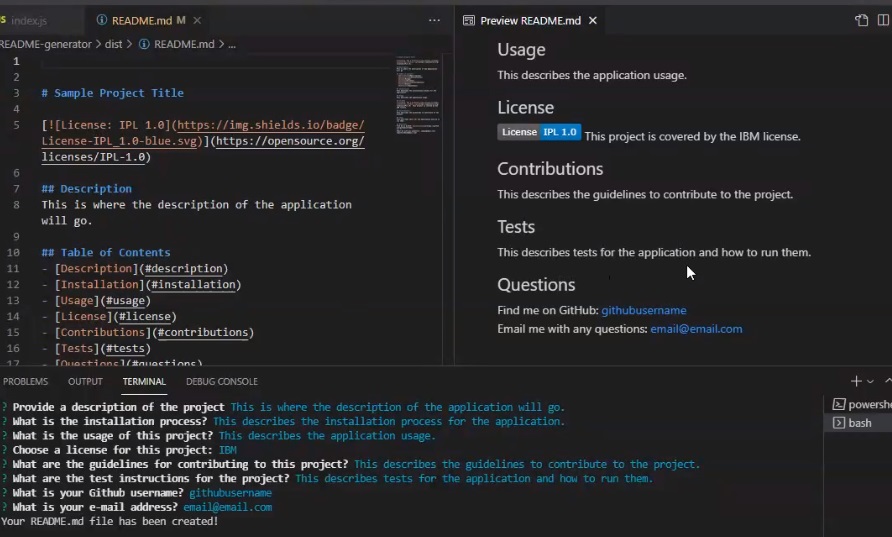 index.js
README.md M
README-generator > dist > README.md > ...
1
2
3 # Sample Project Title
4
5 [![License: IPL 1.0](https://img.shields.io/badge/
License-IPL_1.0-blue.svg)](https://opensource.org/
licenses/IPL-1.0)
6
7 ## Description
8 This is where the description of the application
will go.
9
10 ## Table of Contents
11 - [Description](#description)
12 - [Installation](#installation)
13 - [Usage](#usage)
14 - [License](#license)
15 - [Contributions](#contributions)
16 - [Tests](#tests)
17 - [Questions](#questions)
Preview README.md
Usage
This describes the application usage.
License
License IPL 1.0 This project is covered by the IBM license.
Contributions
This describes the guidelines to contribute to the project.
Tests
This describes tests for the application and how to run them.
Questions
Find me on GitHub: githubusername
Email me with any questions: email@email.com
PROBLEMS OUTPUT TERMINAL DEBUG CONSOLE
? Provide a description of the project This is where the description of the application will go.
? What is the installation process? This describes the installation process for the application.
? What is the usage of this project? This describes the application usage.
? Choose a license for this project: IBM
? What are the guidelines for contributing to this project? This describes the guidelines to contribute to the project.
? What are the test instructions for the project? This describes tests for the application and how to run them.
? What is your Github username? githubusername
? What is your e-mail address? email@email.com
Your README.md file has been created!
powershe
bash